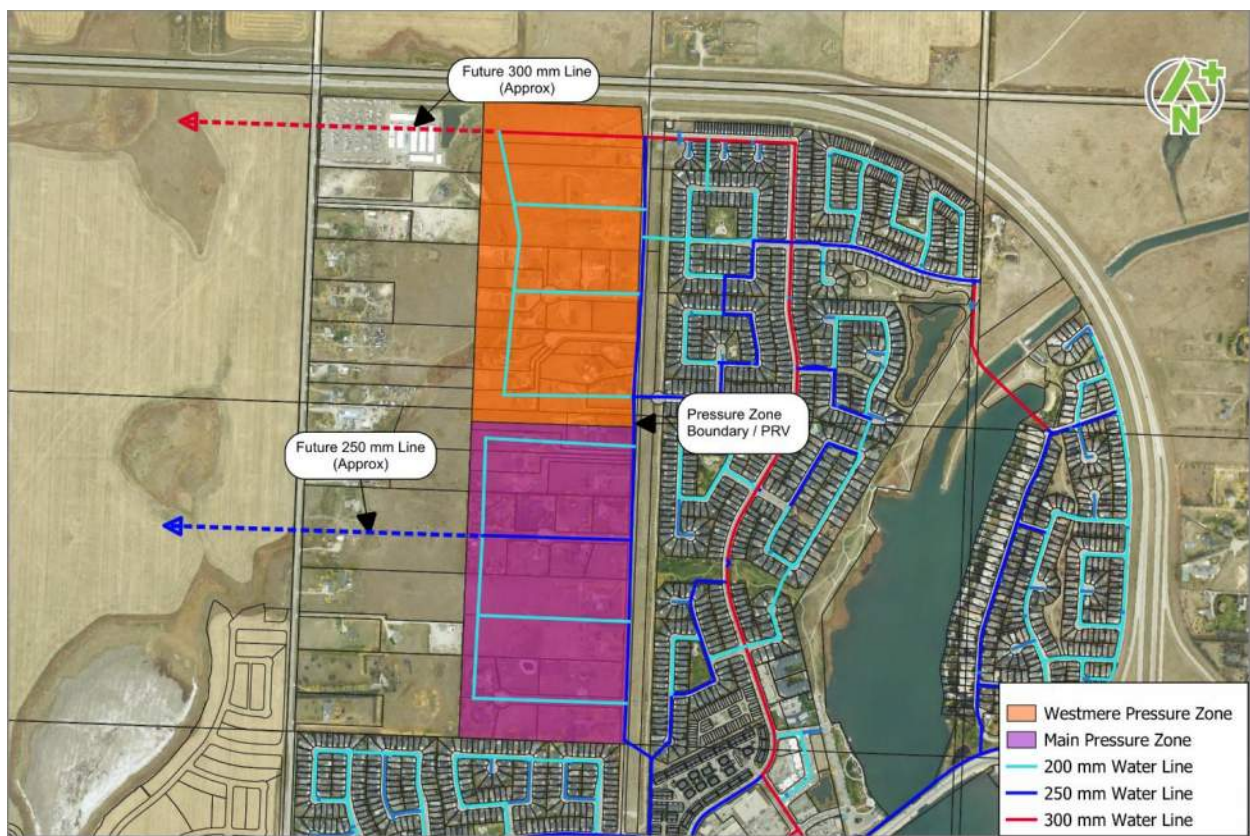 Future 300 mm Line
(Approx)
N
Pressure Zone
Boundary / PRV
Future 250 mm Line
(Approx)
Westmere Pressure Zone
Main Pressure Zone
200 mm Water Line
250 mm Water Line
300 mm Water Line